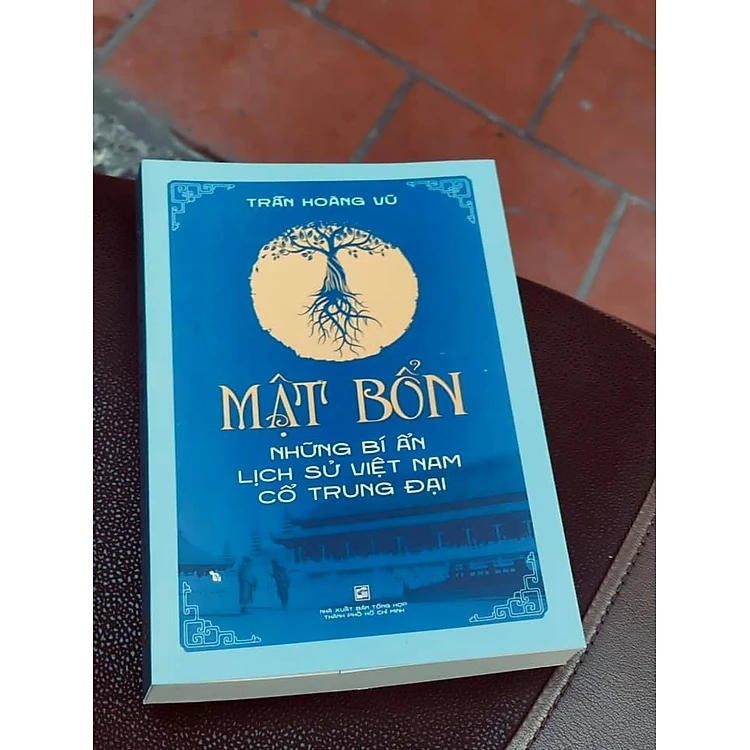 TRẦN HOÀNG VŨ
MẬT BỔN
NHỮNG BÍ ẨN
LỊCH SỬ VIỆT NAM
CỔ TRUNG ĐẠI
NHÀ XUẤT BẢN TỔNG HỢP
THÀNH PHỐ HỒ CHÍ MINH